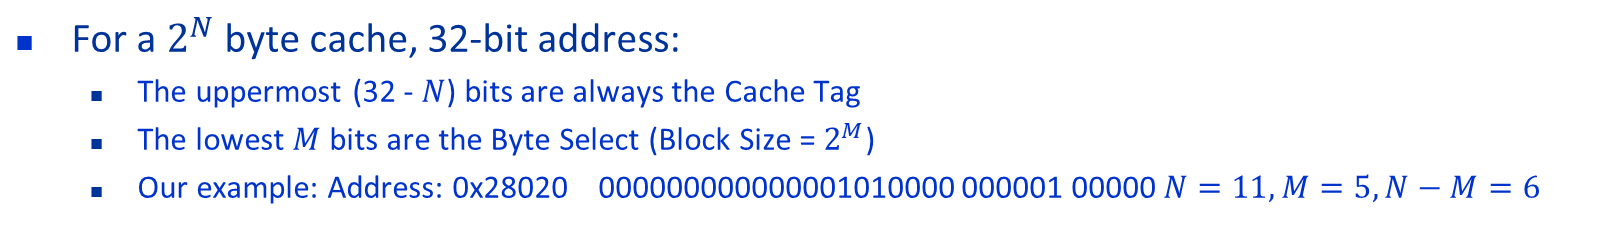 ■ For a 2^N byte cache, 32-bit address:
■ The uppermost (32 - N) bits are always the Cache Tag
■ The lowest M bits are the Byte Select (Block Size = 2^M)
■ Our example: Address: 0x28020 000000000000001010000 000001 00000 N = 11, M = 5, N − M = 6